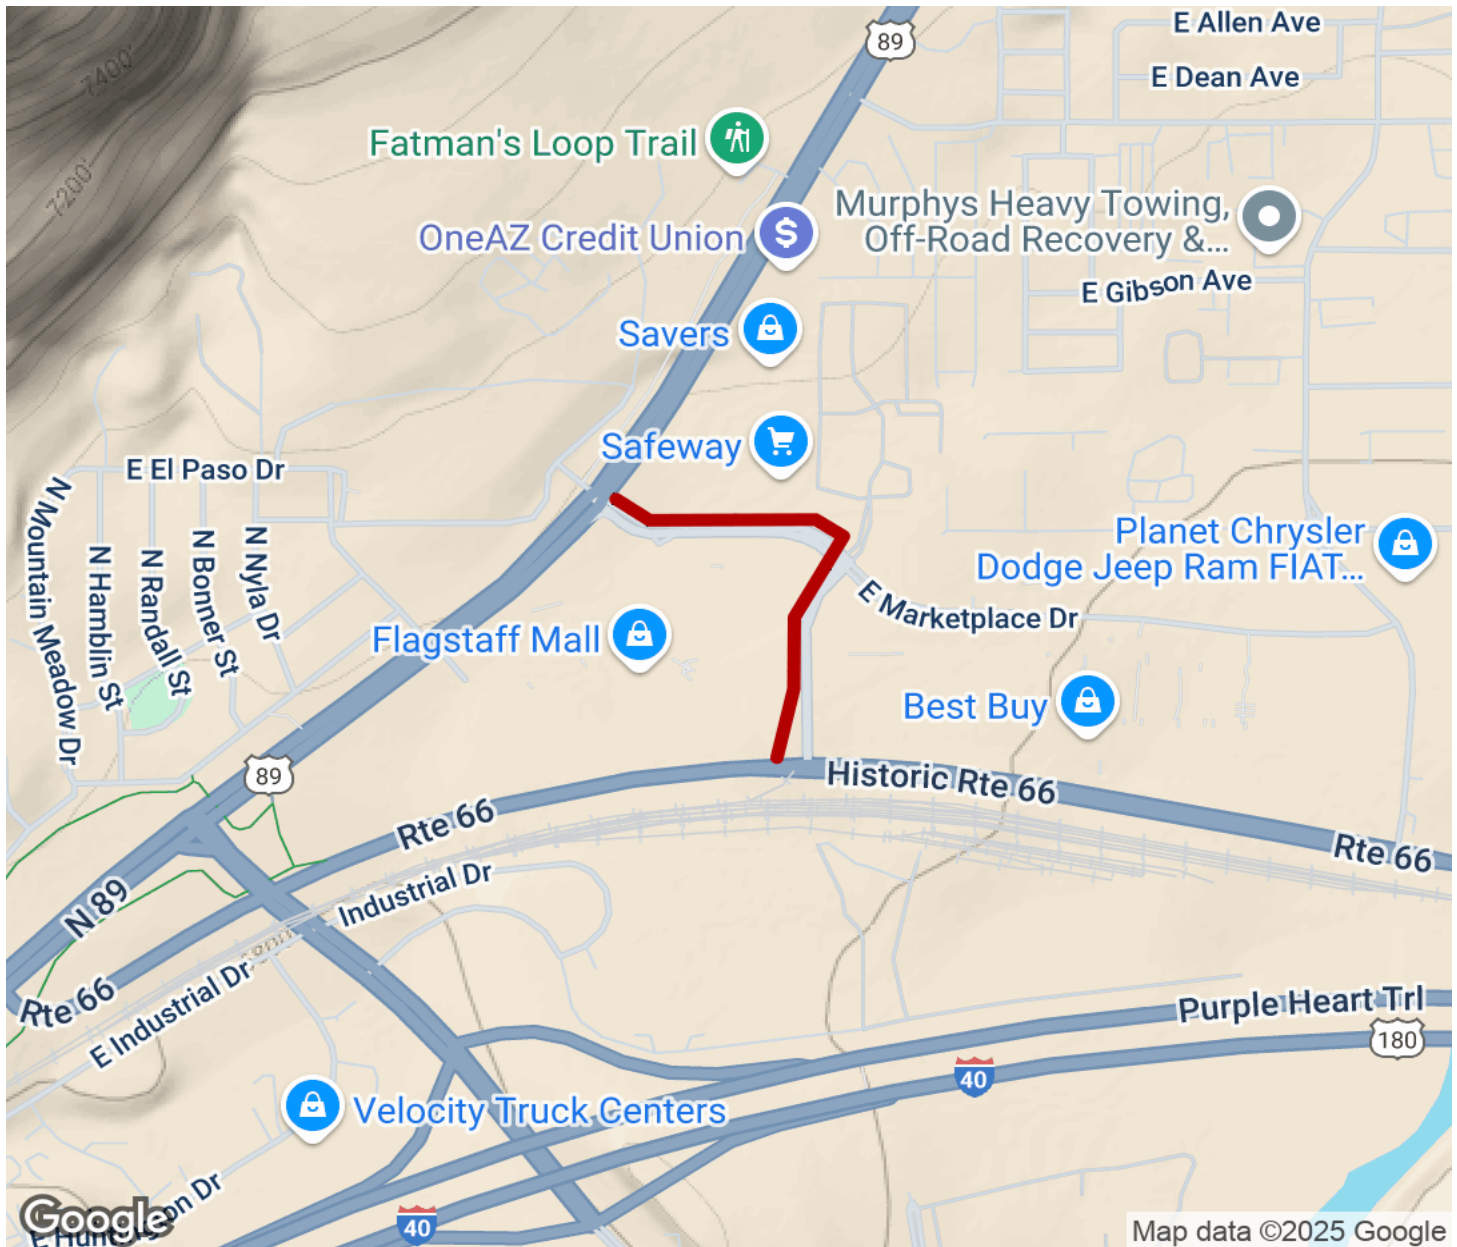 89
E Allen Ave
E Dean Ave
7400'
Fatman's Loop Trail
7200'
Murphys Heavy Towing,
Off-Road Recovery &...
OneAZ Credit Union
$
E Gibson Ave
Savers
Safeway
E El Paso Dr
N Mountain Meadow Dr
N Hamblin St
N Randall St
N Bonner St
N Nyla Dr
Planet Chrysler
Dodge Jeep Ram FIAT...
E Marketplace Dr
Flagstaff Mall
Best Buy
89
Historic Rte 66
Rte 66
Rte 66
Industrial Dr
N 89
Rte 66
E Industrial Dr
Purple Heart Trl
180
40
Velocity Truck Centers
Google
40
Map data ©2025 Google